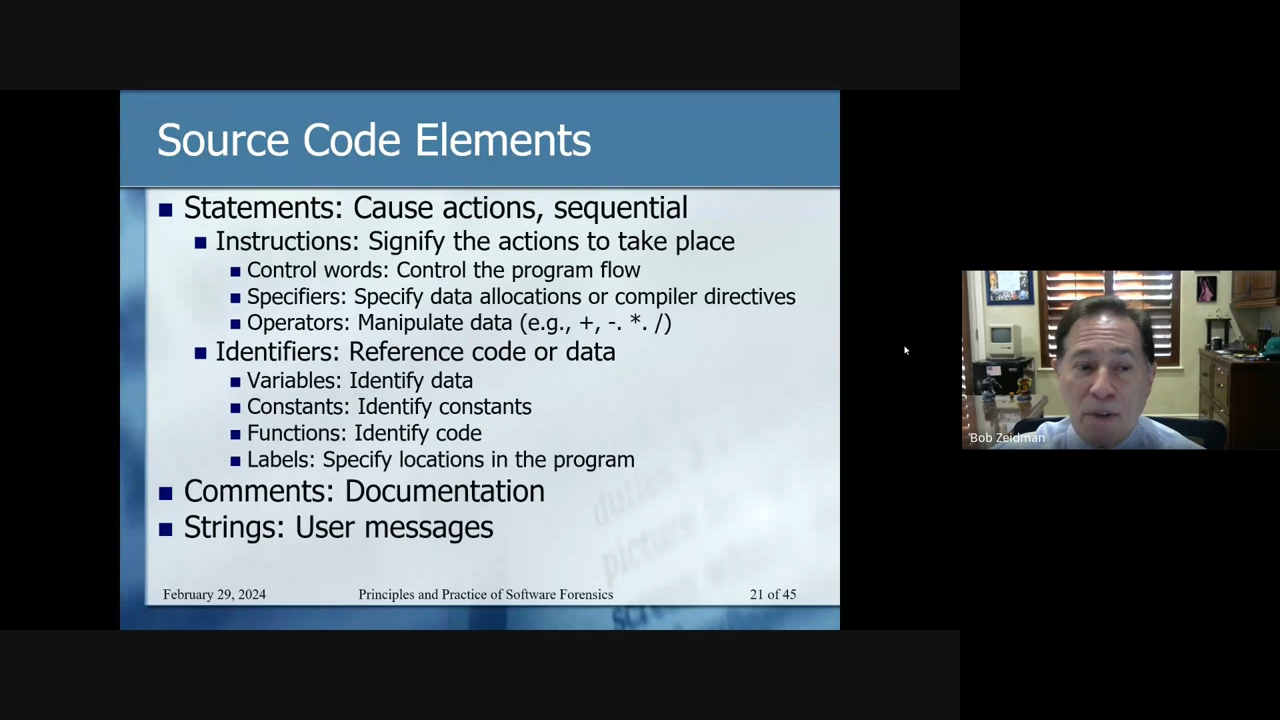 Source Code Elements
Statements: Cause actions, sequential
Instructions: Signify the actions to take place
Control words: Control the program flow
Specifiers: Specify data allocations or compiler directives
Operators: Manipulate data (e.g., +, -. *. /)
Identifiers: Reference code or data
Variables: Identify data
Constants: Identify constants
Functions: Identify code
Labels: Specify locations in the program
Comments: Documentation
Strings: User messages
February 29, 2024 Principles and Practice of Software Forensics 21 of 45
Bob Zeidman